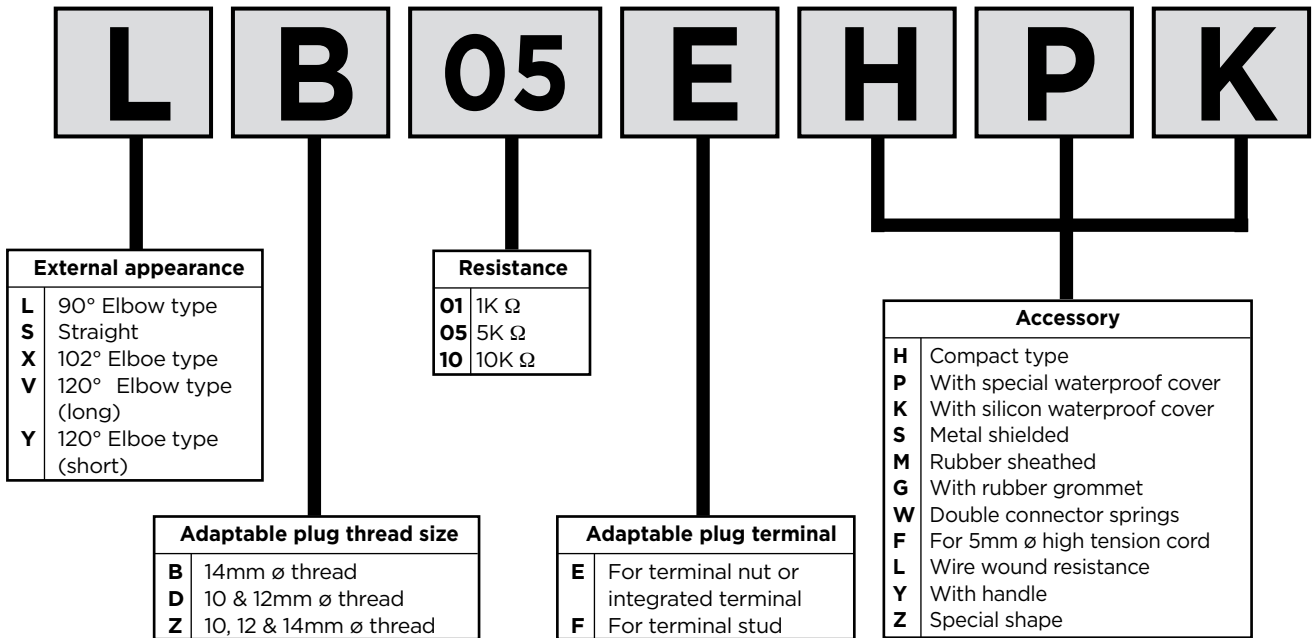 L B 05 E H P K
External appearance
L 90° Elbow type
S Straight
X 102° Elboe type
V 120° Elbow type
(long)
Y 120° Elboe type
(short)
Resistance
01 1K Ω
05 5K Ω
10 10K Ω
Accessory
H Compact type
P With special waterproof cover
K With silicon waterproof cover
S Metal shielded
M Rubber sheathed
G With rubber grommet
W Double connector springs
F For 5mm ø high tension cord
L Wire wound resistance
Y With handle
Z Special shape
Adaptable plug thread size
B 14mm ø thread
D 10 & 12mm ø thread
Z 10, 12 & 14mm ø thread
Adaptable plug terminal
E For terminal nut or
integrated terminal
F For terminal stud